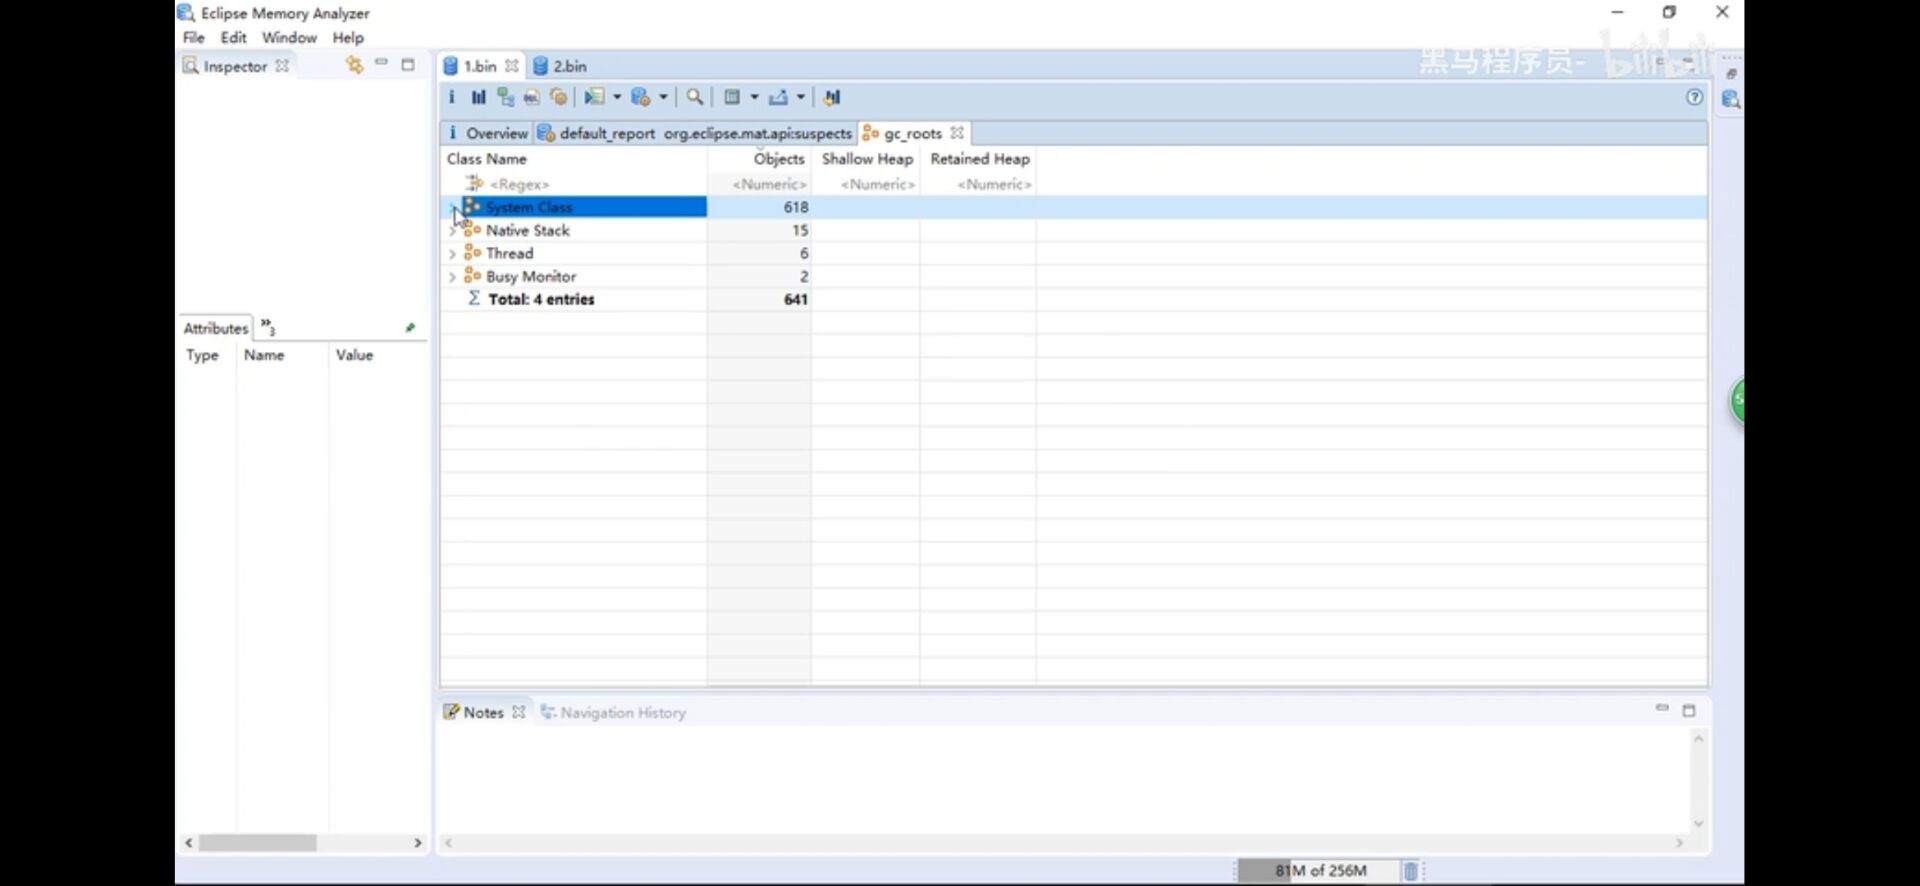 Eclipse Memory Analyzer
File Edit Window Help
Inspector
1.bin 2.bin
黑马程序员- bilibili
Overview default_report org.eclipse.mat.api:suspects gc_roots
Class Name Objects Shallow Heap Retained Heap
<Regex> <Numeric> <Numeric> <Numeric>
System Class 618
Native Stack 15
Thread 6
Busy Monitor 2
Σ Total: 4 entries 641
Attributes »3
Type Name Value
Notes Navigation History
81M of 256M